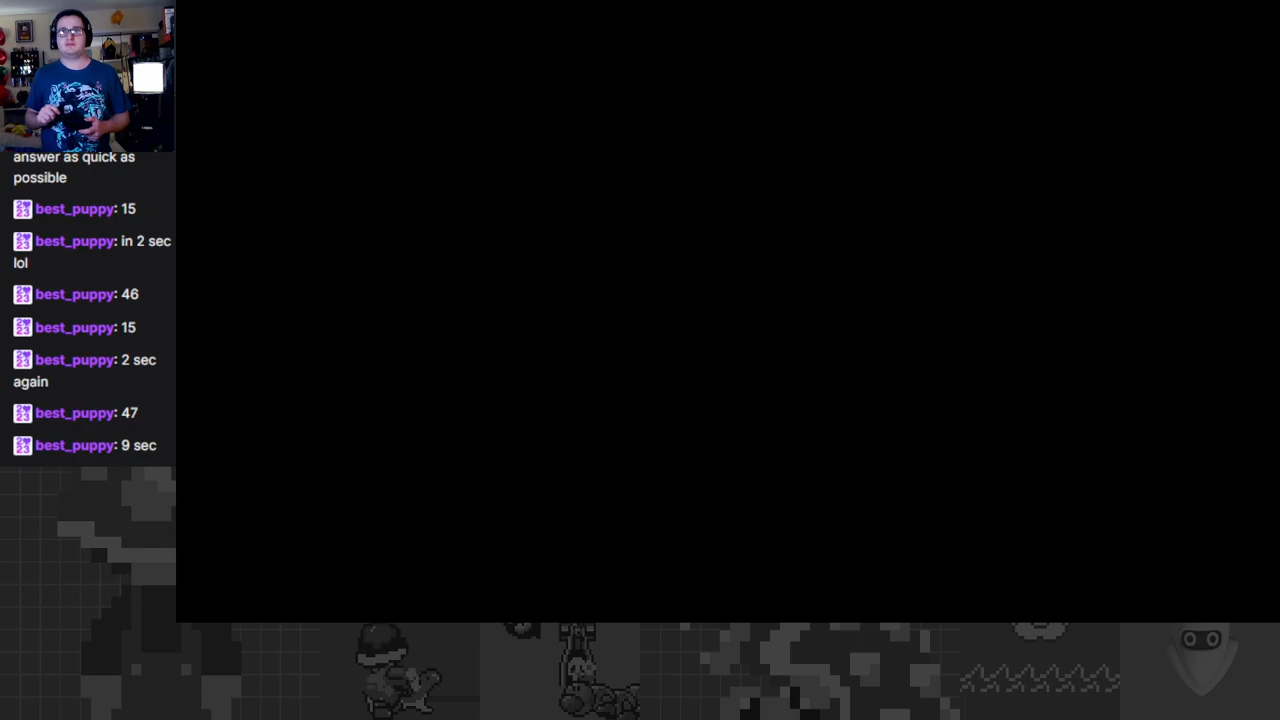 answer as quick as
possible
best_puppy: 15
best_puppy: in 2 sec
lol
best_puppy: 46
best_puppy: 15
best_puppy: 2 sec
again
best_puppy: 47
best_puppy: 9 sec